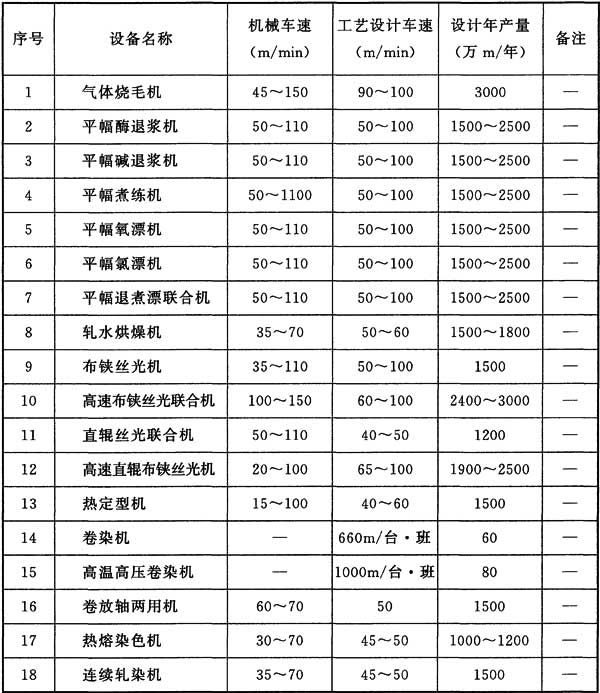 序号 设备名称 机械车速 (m/min) 工艺设计车速 (m/min) 设计年产量 (万 m/年) 备注
1 气体烧毛机 45～150 90～100 3000 —
2 平幅酶退浆机 50～110 50～100 1500～2500 —
3 平幅碱退浆机 50～110 50～100 1500～2500 —
4 平幅煮练机 50～1100 50～100 1500～2500 —
5 平幅氧漂机 50～110 50～100 1500～2500 —
6 平幅氯漂机 50～110 50～100 1500～2500 —
7 平幅退煮漂联合机 50～110 50～100 1500～2500 —
8 轧水烘燥机 35～70 50～60 1500～1800 —
9 布铗丝光机 35～110 50～100 1500 —
10 高速布铗丝光联合机 100～150 60～100 2400～3000 —
11 直辊丝光联合机 50～110 40～50 1200 —
12 高速直辊布铗丝光机 20～100 65～100 1900～2500 —
13 热定型机 15～100 40～60 1500 —
14 卷染机 — 660m/台·班 60 —
15 高温高压卷染机 — 1000m/台·班 80 —
16 卷放轴两用机 60～70 50 1500 —
17 热熔染色机 30～70 45～50 1000～1200 —
18 连续轧染机 35～70 45～50 1500 —